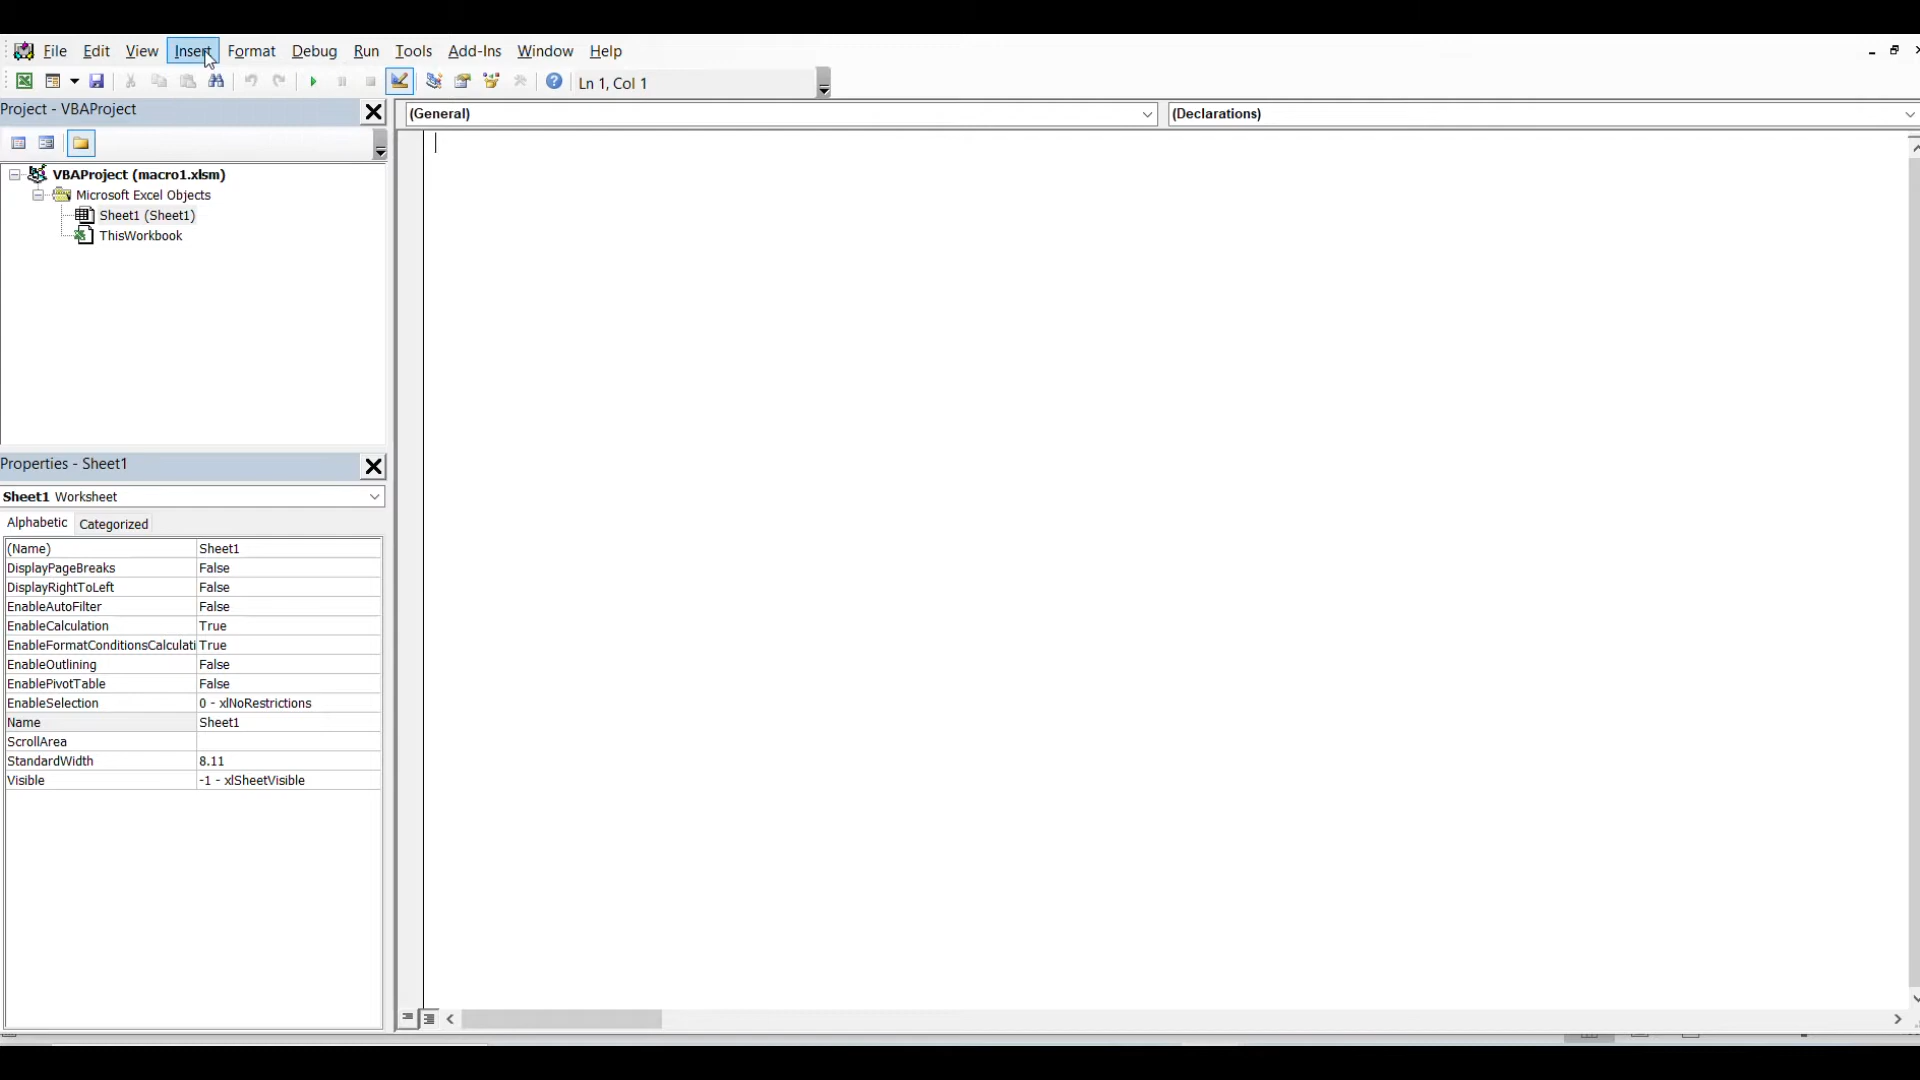 File Edit View Insert Format Debug Run Tools Add-Ins Window Help
Ln 1, Col 1
Project - VBAProject
(General) (Declarations)
VBAProject (macro1.xlsm)
Microsoft Excel Objects
Sheet1 (Sheet1)
ThisWorkbook
Properties - Sheet1
Sheet1 Worksheet
Alphabetic Categorized
(Name) Sheet1
DisplayPageBreaks False
DisplayRightToLeft False
EnableAutoFilter False
EnableCalculation True
EnableFormatConditionsCalculati True
EnableOutlining False
EnablePivotTable False
EnableSelection 0 - xlNoRestrictions
Name Sheet1
ScrollArea
StandardWidth 8.11
Visible -1 - xlSheetVisible